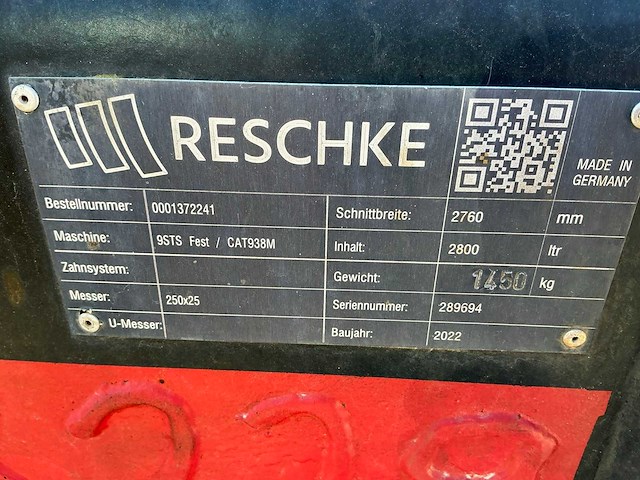 RESCHKE
MADE IN
GERMANY
Bestellnummer: 0001372241
Maschine: 9STS Fest / CAT938M
Zahnsystem:
Messer: 250x25
U-Messer:
Schnittbreite: 2760 mm
Inhalt: 2800 ltr
Gewicht: 1450 kg
Seriennummer: 289694
Baujahr: 2022